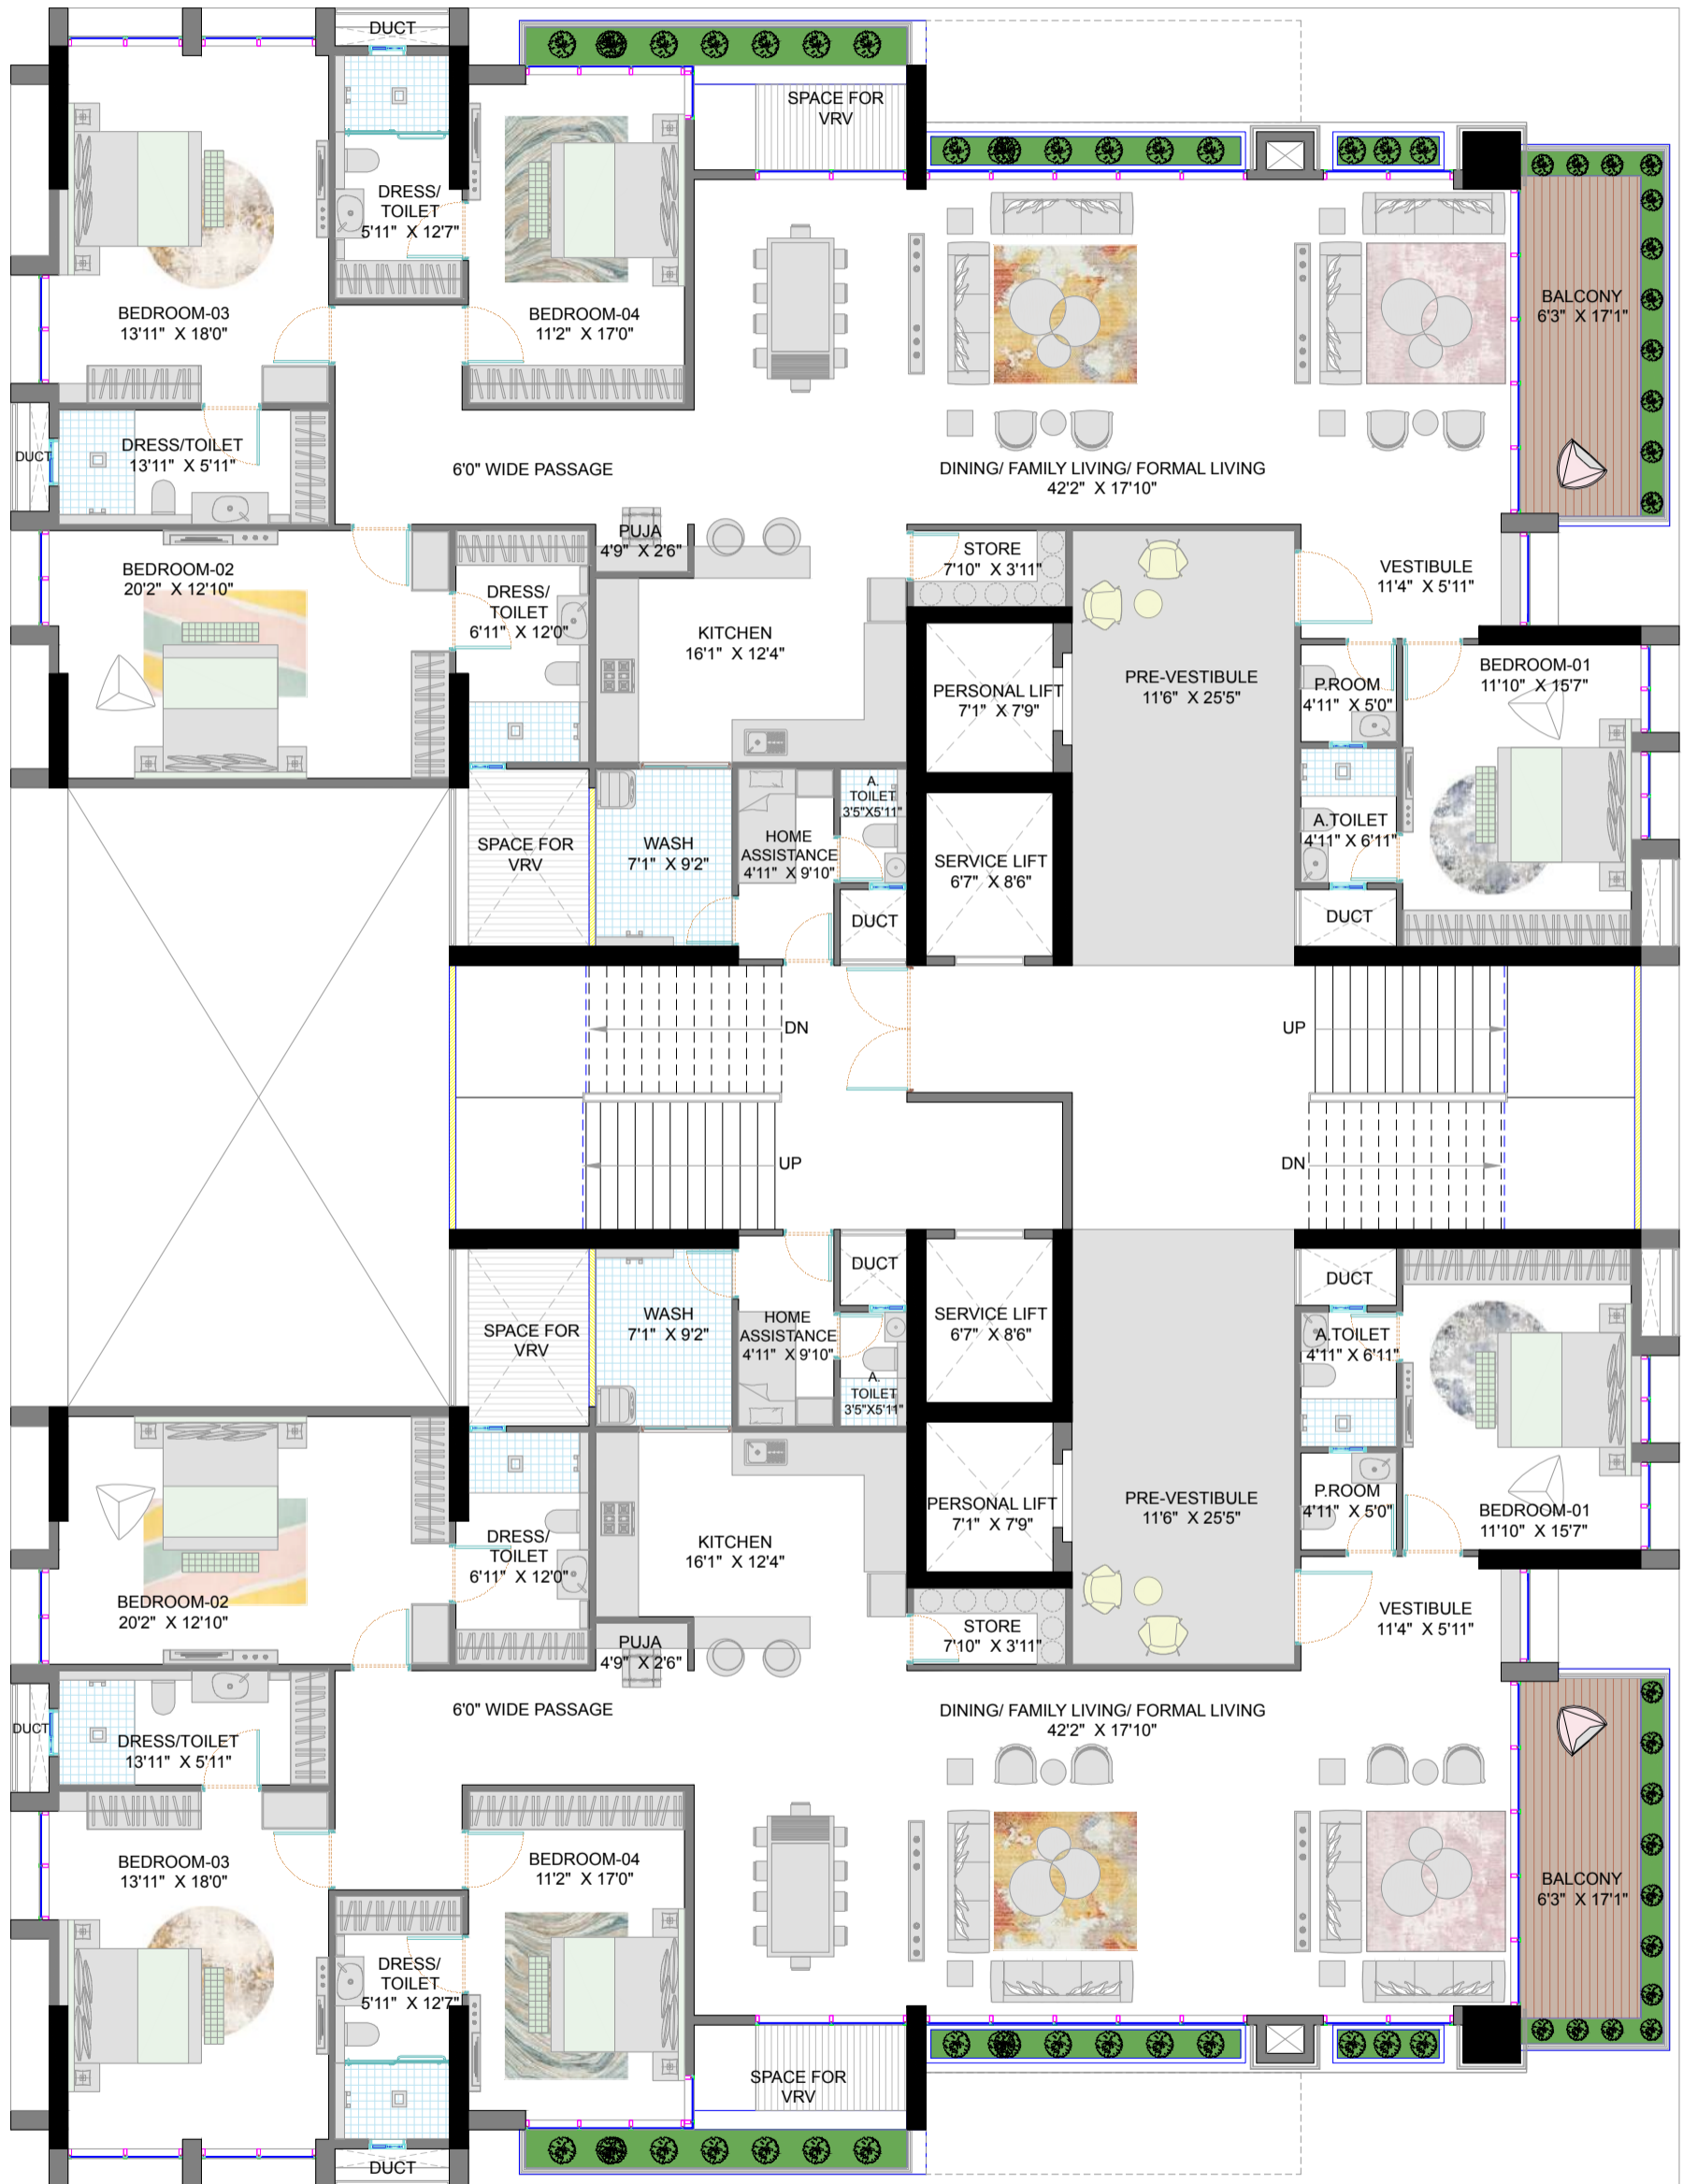 DUCT
SPACE FOR
VRV
DRESS/
TOILET
5'11" X 12'7"
BEDROOM-03
13'11" X 18'0"
BEDROOM-04
11'2" X 17'0"
BALCONY
6'3" X 17'1"
DUCT
DRESS/TOILET
13'11" X 5'11"
6'0" WIDE PASSAGE
DINING/ FAMILY LIVING/ FORMAL LIVING
42'2" X 17'10"
PUJA
4'9" X 2'6"
STORE
7'10" X 3'11"
VESTIBULE
11'4" X 5'11"
BEDROOM-02
20'2" X 12'10"
DRESS/
TOILET
6'11" X 12'0"
KITCHEN
16'1" X 12'4"
PERSONAL LIFT
7'1" X 7'9"
PRE-VESTIBULE
11'6" X 25'5"
P.ROOM
4'11" X 5'0"
BEDROOM-01
11'10" X 15'7"
SPACE FOR
VRV
WASH
7'1" X 9'2"
HOME
ASSISTANCE
4'11" X 9'10"
A.
TOILET
3'5"X5'11"
SERVICE LIFT
6'7" X 8'6"
A.TOILET
4'11" X 6'11"
DUCT
DUCT
DN
UP
UP
DN
DUCT
DUCT
SPACE FOR
VRV
WASH
7'1" X 9'2"
HOME
ASSISTANCE
4'11" X 9'10"
A.
TOILET
3'5"X5'11"
SERVICE LIFT
6'7" X 8'6"
A.TOILET
4'11" X 6'11"
DRESS/
TOILET
6'11" X 12'0"
KITCHEN
16'1" X 12'4"
PERSONAL LIFT
7'1" X 7'9"
PRE-VESTIBULE
11'6" X 25'5"
P.ROOM
4'11" X 5'0"
BEDROOM-01
11'10" X 15'7"
BEDROOM-02
20'2" X 12'10"
PUJA
4'9" X 2'6"
STORE
7'10" X 3'11"
VESTIBULE
11'4" X 5'11"
DUCT
DRESS/TOILET
13'11" X 5'11"
6'0" WIDE PASSAGE
DINING/ FAMILY LIVING/ FORMAL LIVING
42'2" X 17'10"
BEDROOM-03
13'11" X 18'0"
BEDROOM-04
11'2" X 17'0"
BALCONY
6'3" X 17'1"
DRESS/
TOILET
5'11" X 12'7"
SPACE FOR
VRV
DUCT